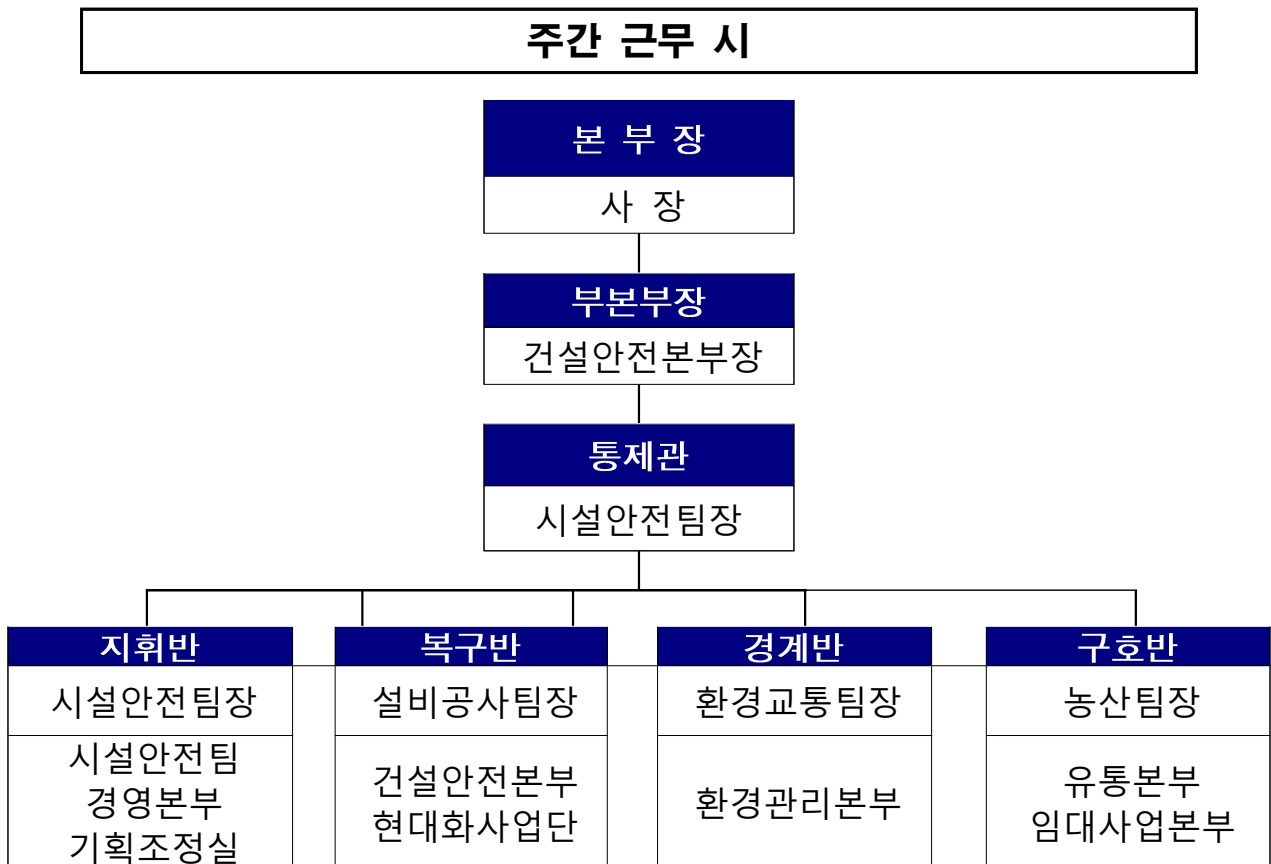 주간 근무 시
본 부 장
사 장
부본부장
건설안전본부장
통제관
시설안전팀장
지휘반
시설안전팀장
시설안전팀
경영본부
기획조정실
복구반
설비공사팀장
건설안전본부
현대화사업단
경계반
환경교통팀장
환경관리본부
구호반
농산팀장
유통본부
임대사업본부